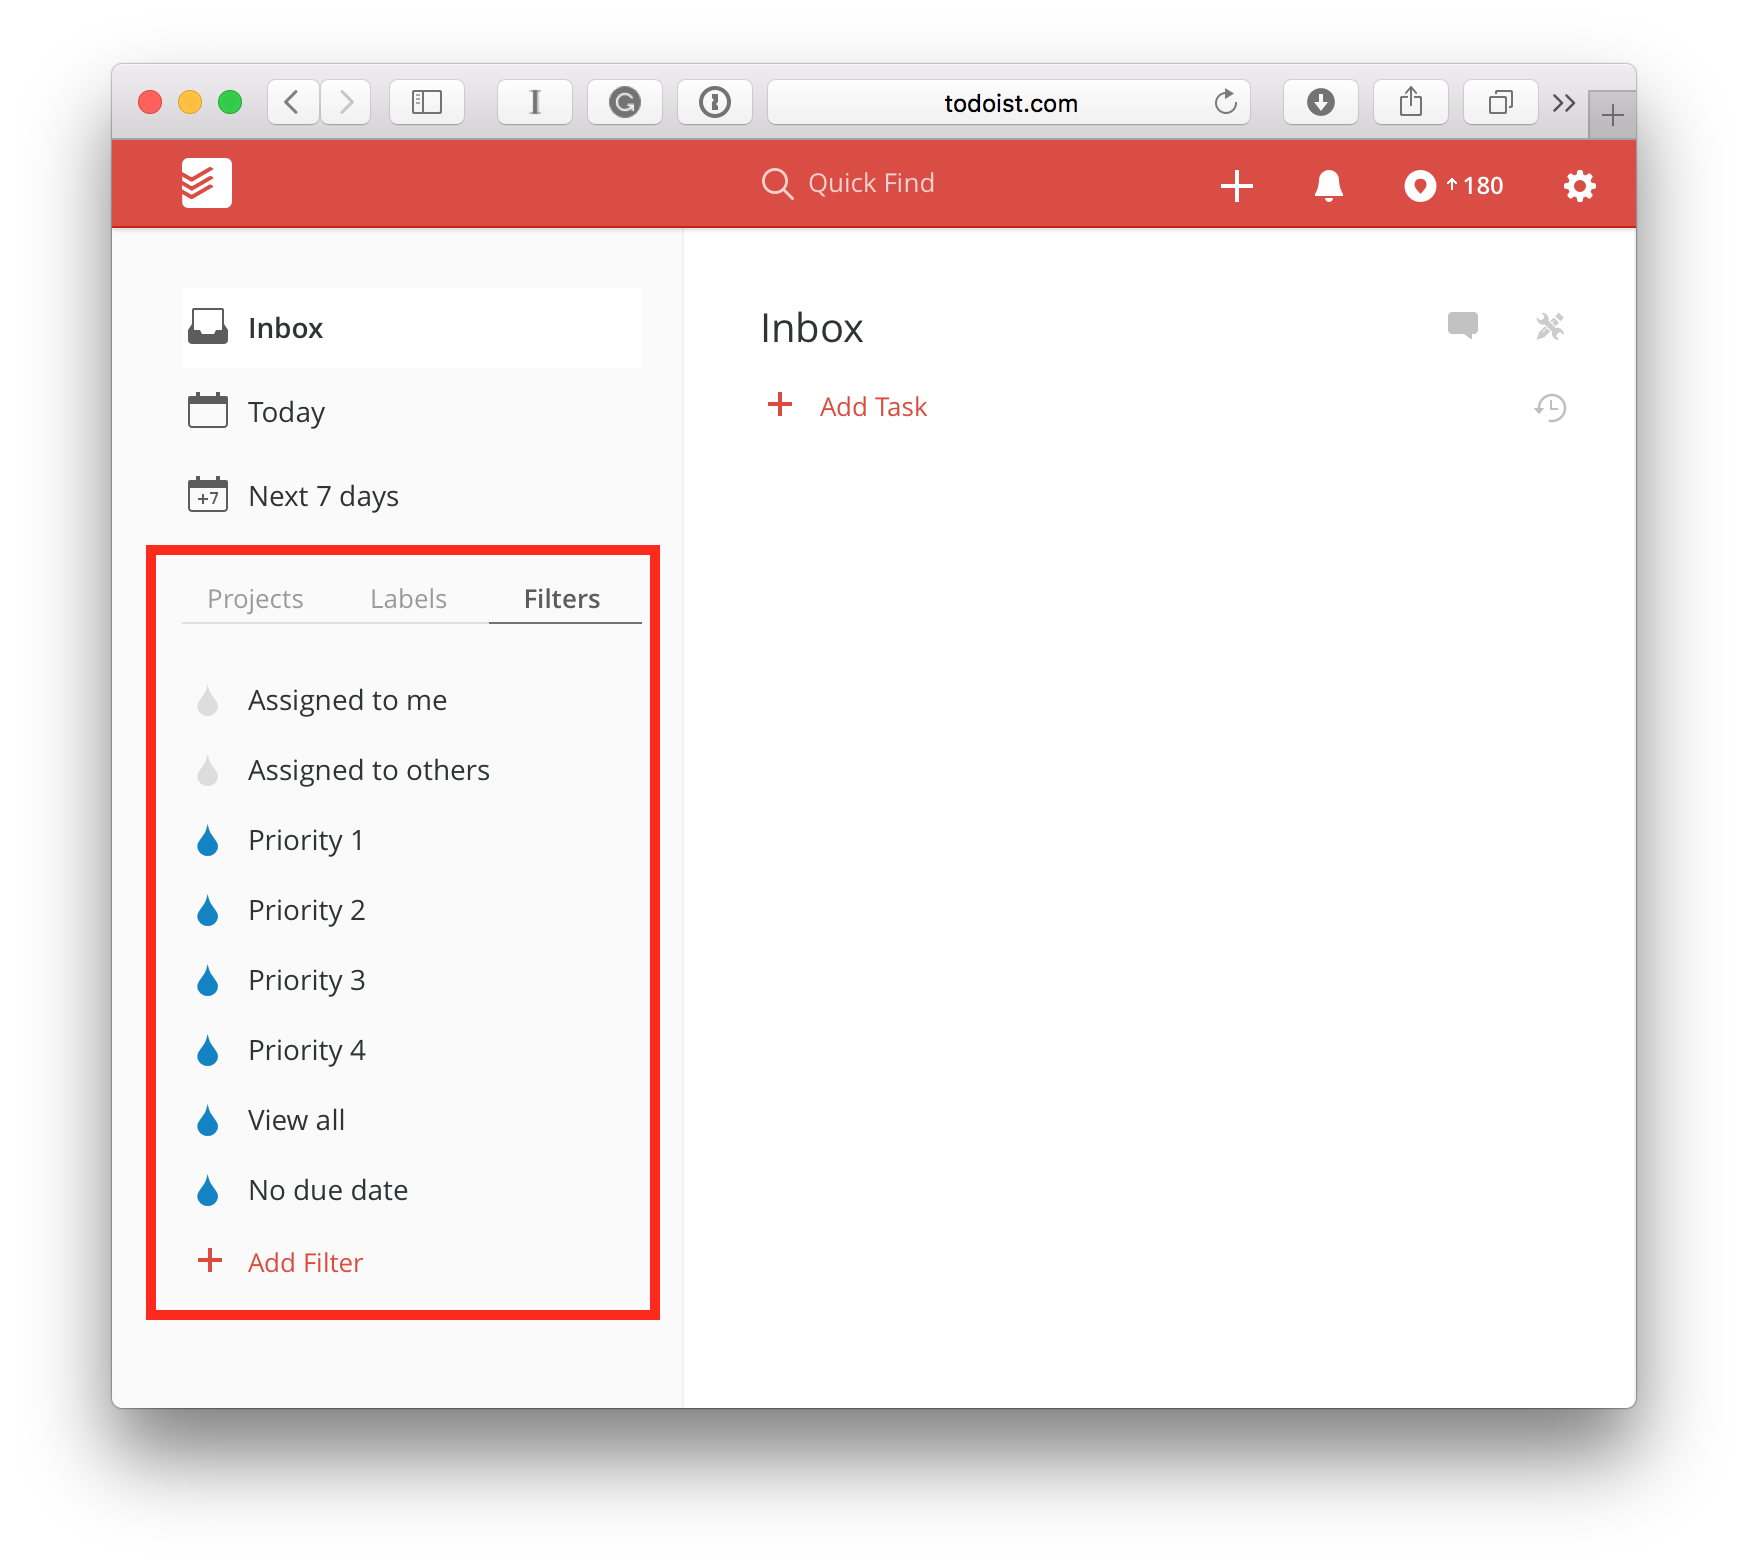 todoist.com
Quick Find
180
Inbox
Today
+7 Next 7 days
Projects Labels Filters
Assigned to me
Assigned to others
Priority 1
Priority 2
Priority 3
Priority 4
View all
No due date
Add Filter
Inbox
Add Task